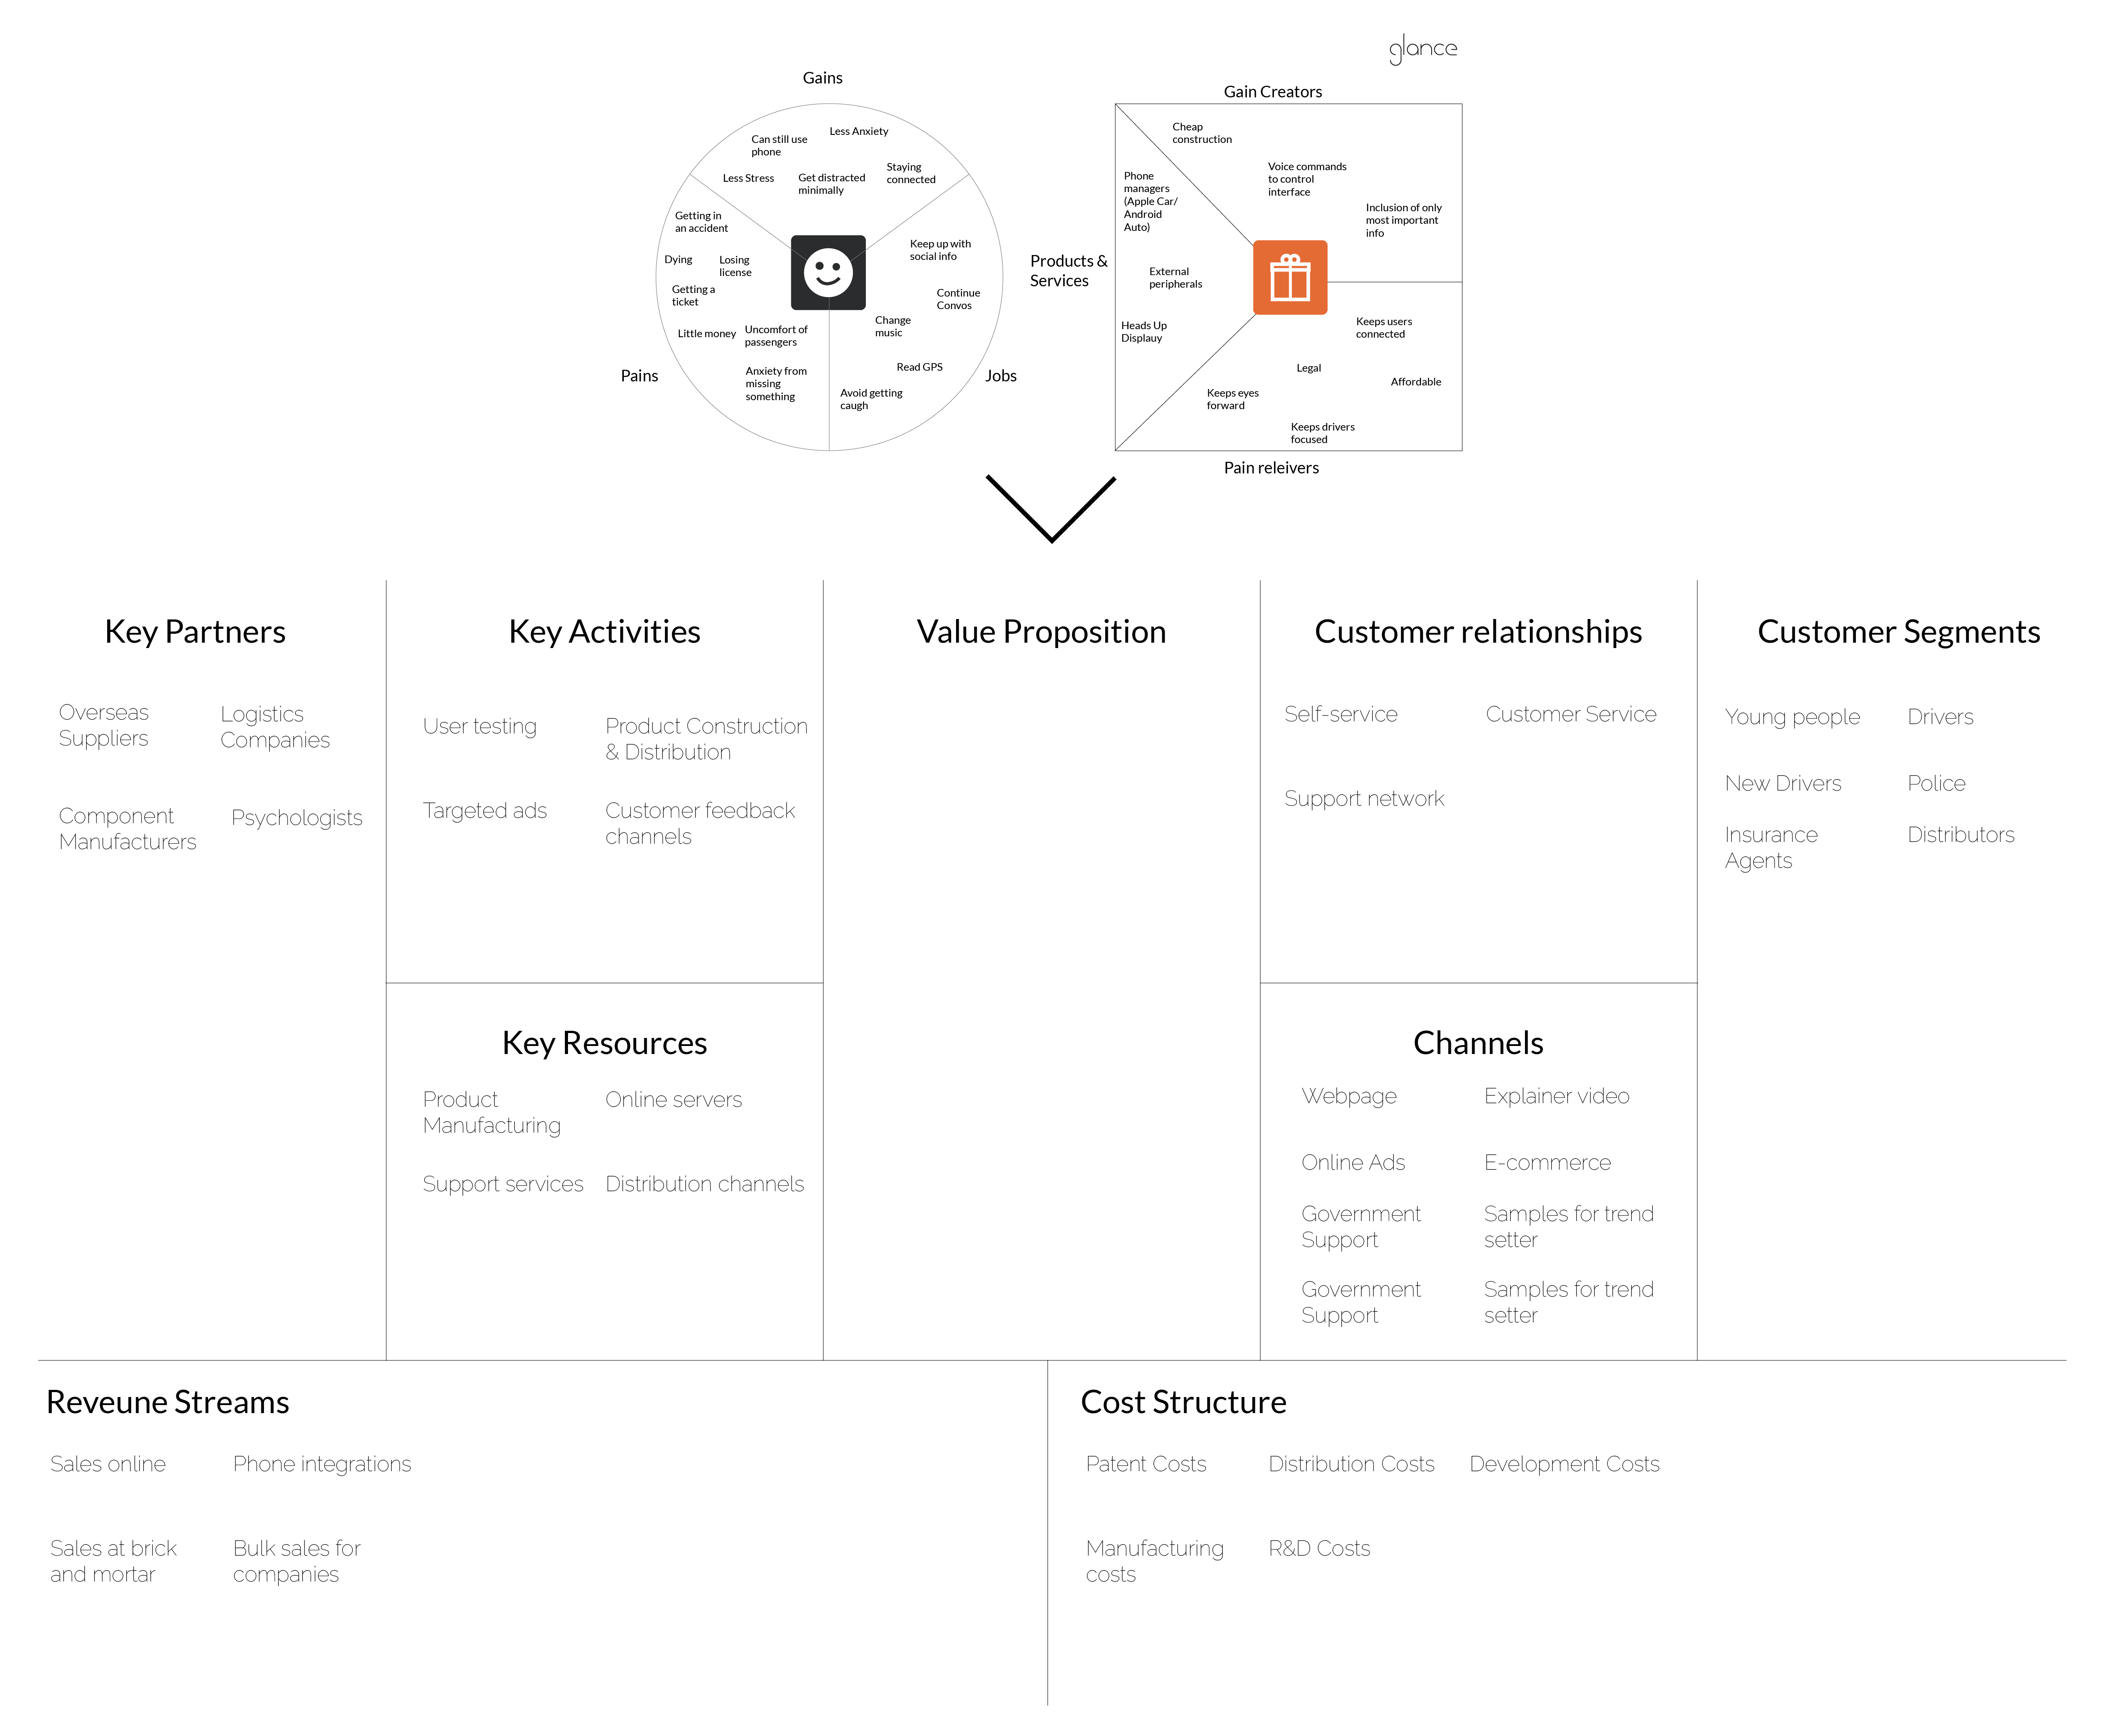 glance
Gains
Can still use
phone
Less Anxiety
Less Stress
Get distracted
minimally
Staying
connected
Getting in
an accident
Dying
Losing
license
Getting a
ticket
Little money
Uncomfort of
passengers
Anxiety from
missing
something
Pains
Keep up with
social info
Continue
Convos
Change
music
Read GPS
Avoid getting
caugh
Jobs
Gain Creators
Cheap
construction
Voice commands
to control
interface
Inclusion of only
most important
info
Products &
Services
Phone
managers
(Apple Car/
Android
Auto)
External
peripherals
Heads Up
Displauy
Keeps users
connected
Legal
Affordable
Keeps eyes
forward
Keeps drivers
focused
Pain releivers
Key Partners
Overseas
Suppliers
Logistics
Companies
Component
Manufacturers
Psychologists
Key Activities
User testing
Product Construction
& Distribution
Targeted ads
Customer feedback
channels
Key Resources
Product
Manufacturing
Online servers
Support services
Distribution channels
Value Proposition
Customer relationships
Self-service
Customer Service
Support network
Channels
Webpage
Explainer video
Online Ads
E-commerce
Government
Support
Samples for trend
setter
Government
Support
Samples for trend
setter
Customer Segments
Young people
Drivers
New Drivers
Police
Insurance
Agents
Distributors
Reveune Streams
Sales online
Phone integrations
Sales at brick
and mortar
Bulk sales for
companies
Cost Structure
Patent Costs
Distribution Costs
Development Costs
Manufacturing
costs
R&D Costs